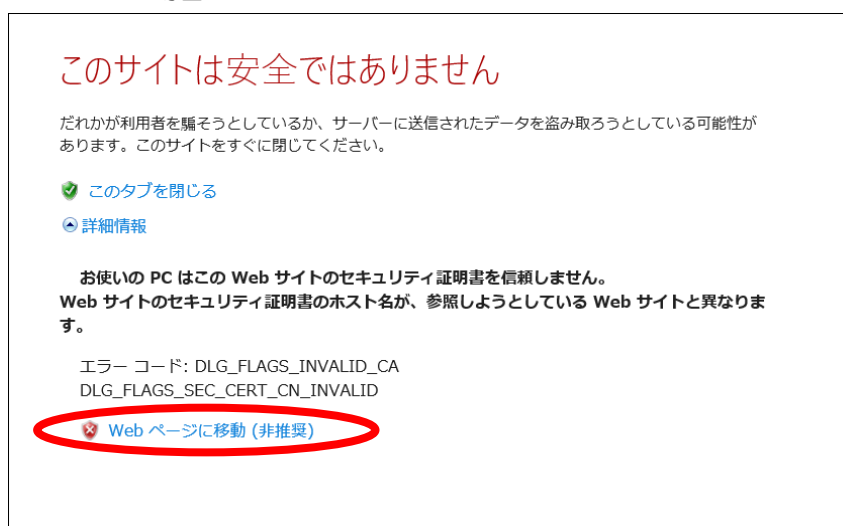 このサイトは安全ではありません
だれかが利用者を騙そうとしているか、サーバーに送信されたデータを盗み取ろうとしている可能性が
あります。このサイトをすぐに閉じてください。
このタブを閉じる
詳細情報
お使いの PC はこの Web サイトのセキュリティ証明書を信頼しません。
Web サイトのセキュリティ証明書のホスト名が、参照しようとしている Web サイトと異なりま
す。
エラー コード: DLG_FLAGS_INVALID_CA
DLG_FLAGS_SEC_CERT_CN_INVALID
Web ページに移動 (非推奨)